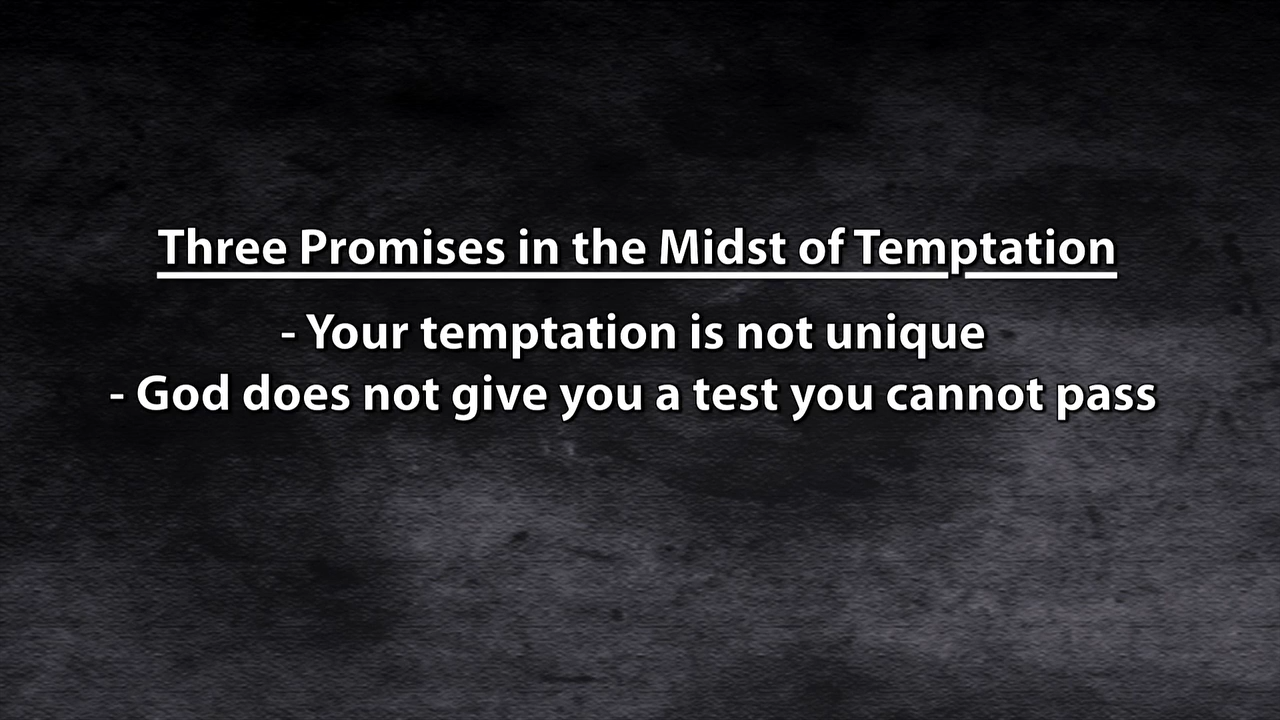 Three Promises in the Midst of Temptation
- Your temptation is not unique
- God does not give you a test you cannot pass